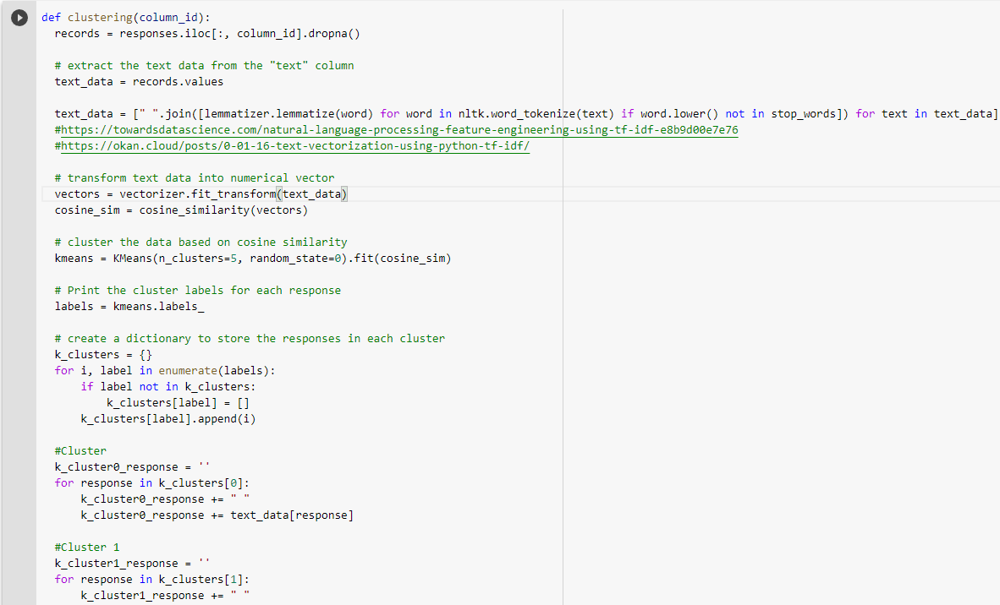 def clustering(column_id):
  records = responses.iloc[:, column_id].dropna()

  # extract the text data from the "text" column
  text_data = records.values

  text_data = [" ".join([lemmatizer.lemmatize(word) for word in nltk.word_tokenize(text) if word.lower() not in stop_words]) for text in text_data]
  #https://towardsdatascience.com/natural-language-processing-feature-engineering-using-tf-idf-e8b9d00e7e76
  #https://okan.cloud/posts/0-01-16-text-vectorization-using-python-tf-idf/

  # transform text data into numerical vector
  vectors = vectorizer.fit_transform(text_data)
  cosine_sim = cosine_similarity(vectors)

  # cluster the data based on cosine similarity
  kmeans = KMeans(n_clusters=5, random_state=0).fit(cosine_sim)

  # Print the cluster labels for each response
  labels = kmeans.labels_

  # create a dictionary to store the responses in each cluster
  k_clusters = {}
  for i, label in enumerate(labels):
      if label not in k_clusters:
          k_clusters[label] = []
      k_clusters[label].append(i)

  #Cluster
  k_cluster0_response = ''
  for response in k_clusters[0]:
      k_cluster0_response += " "
      k_cluster0_response += text_data[response]

  #Cluster 1
  k_cluster1_response = ''
  for response in k_clusters[1]:
      k_cluster1_response += " "